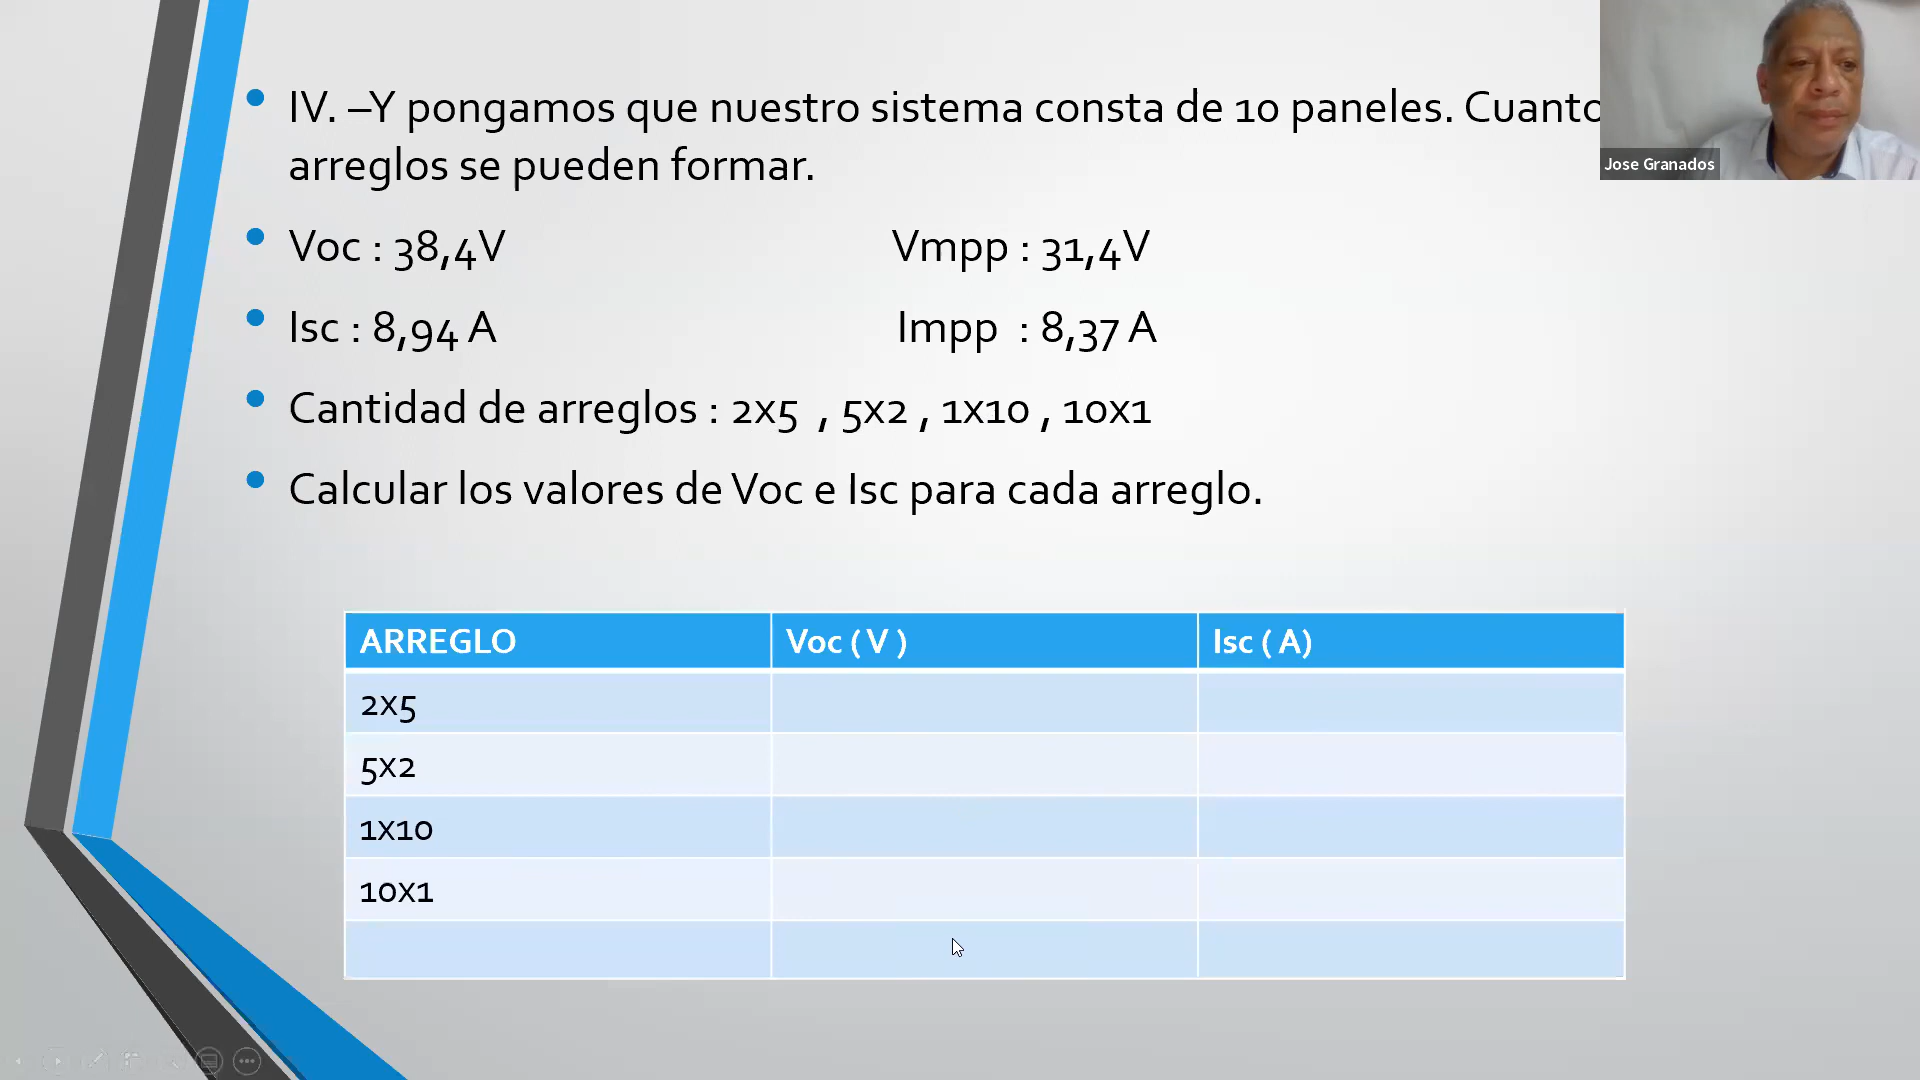 IV. –Y pongamos que nuestro sistema consta de 10 paneles. Cuanto
arreglos se pueden formar.
Voc : 38,4V Vmpp : 31,4V
Isc : 8,94 A Impp : 8,37 A
Cantidad de arreglos : 2x5 , 5x2 , 1x10 , 10x1
Calcular los valores de Voc e Isc para cada arreglo.
ARREGLO Voc ( V ) Isc ( A)
2x5
5x2
1x10
10x1
Jose Granados